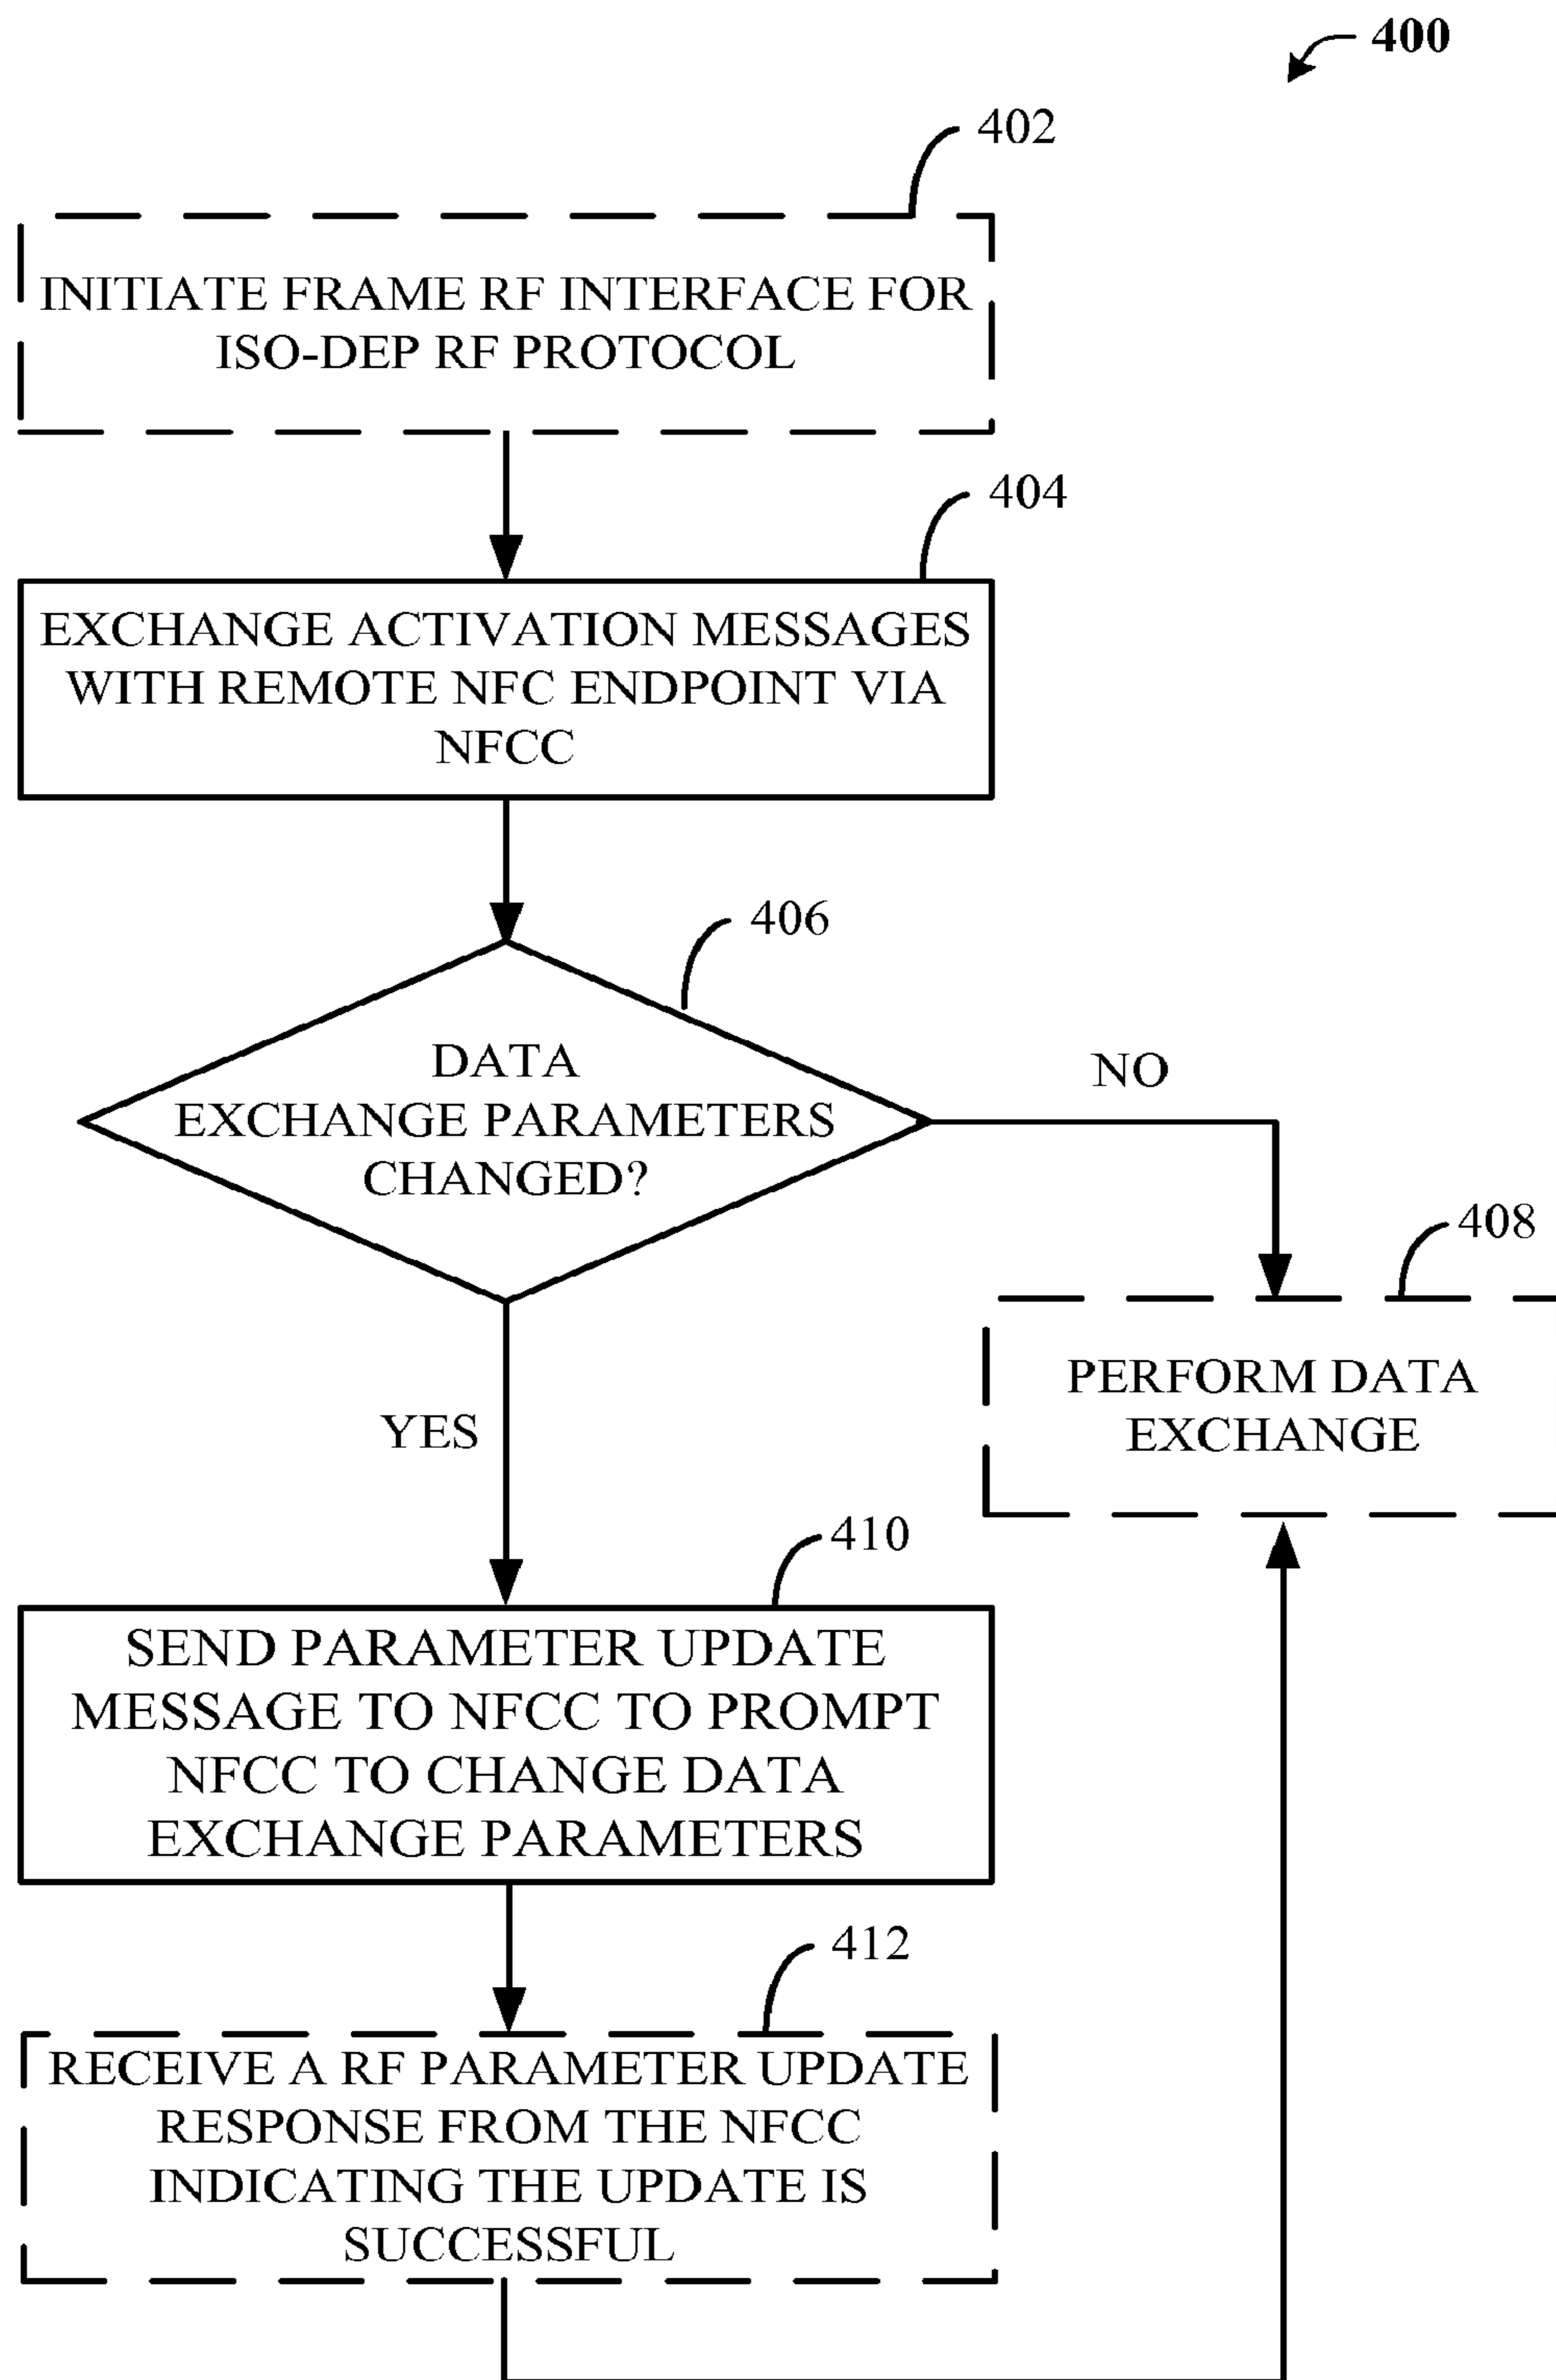 400
402
INITIATE FRAME RF INTERFACE FOR
ISO-DEP RF PROTOCOL
404
EXCHANGE ACTIVATION MESSAGES
WITH REMOTE NFC ENDPOINT VIA
NFCC
406
DATA
EXCHANGE PARAMETERS
CHANGED?
NO
408
PERFORM DATA
EXCHANGE
YES
410
SEND PARAMETER UPDATE
MESSAGE TO NFCC TO PROMPT
NFCC TO CHANGE DATA
EXCHANGE PARAMETERS
412
RECEIVE A RF PARAMETER UPDATE
RESPONSE FROM THE NFCC
INDICATING THE UPDATE IS
SUCCESSFUL